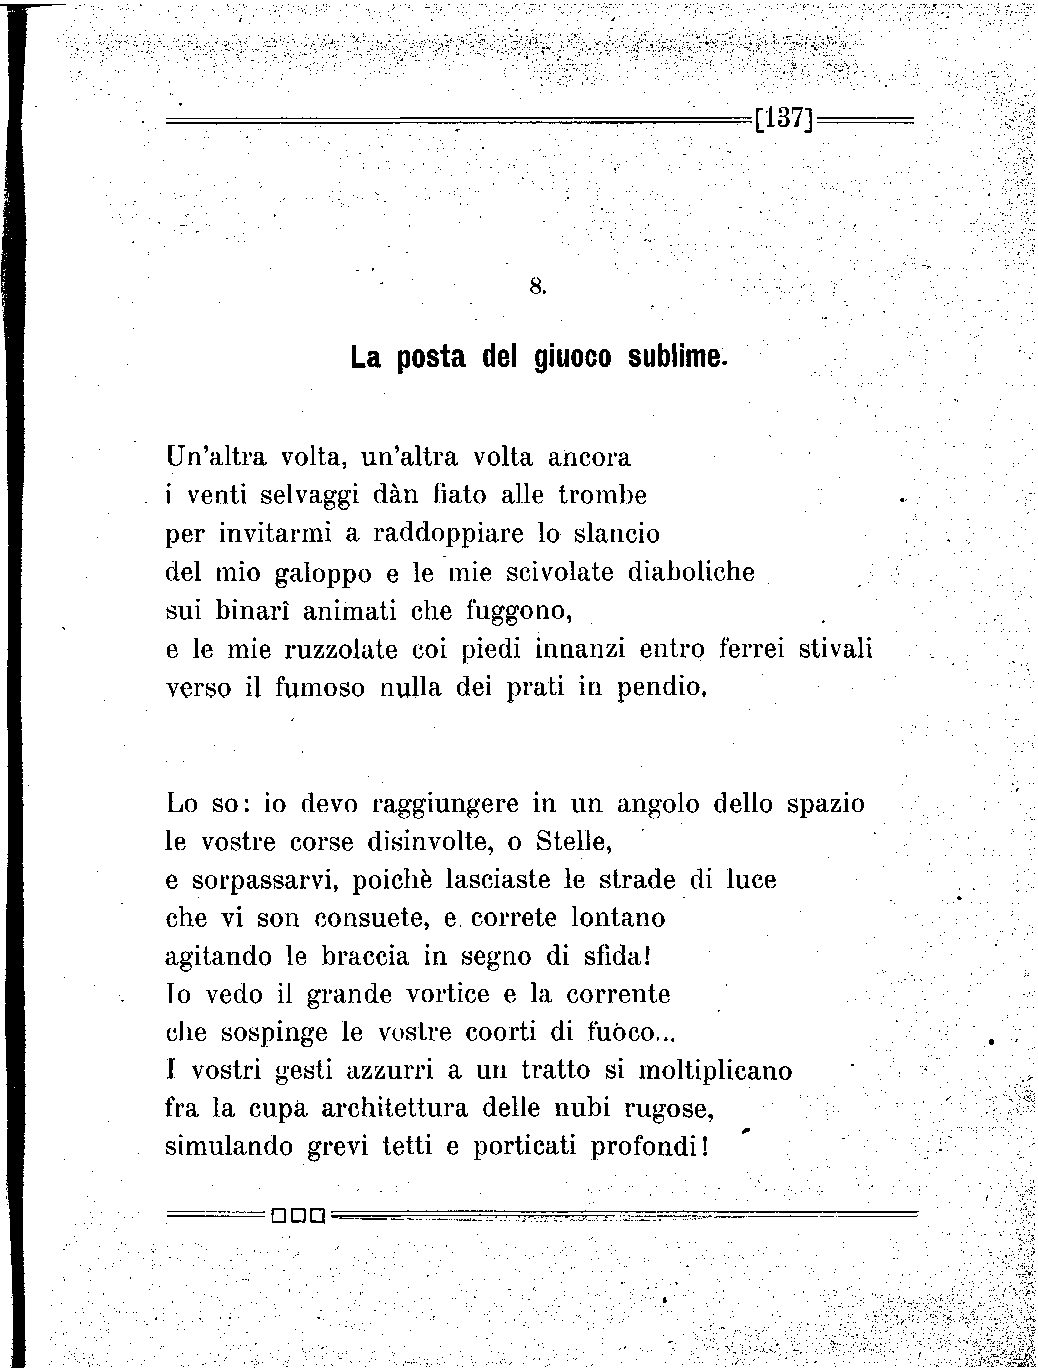 [137]
8.
La posta del giuoco sublime.
Un'altra volta, un'altra volta ancora
i venti selvaggi dàn fiato alle trombe
per invitarmi a raddoppiare lo slancio
del mio galoppo e le mie scivolate diaboliche
sui binarî animati che fuggono,
e le mie ruzzolate coi piedi innanzi entro ferrei stivali
verso il fumoso nulla dei prati in pendio.
Lo so: io devo raggiungere in un angolo dello spazio
le vostre corse disinvolte, o Stelle,
e sorpassarvi, poichè lasciaste le strade di luce
che vi son consuete, e correte lontano
agitando le braccia in segno di sfida!
Io vedo il grande vortice e la corrente
che sospinge le vostre coorti di fuoco...
I vostri gesti azzurri a un tratto si moltiplicano
fra la cupa architettura delle nubi rugose,
simulando grevi tetti e porticati profondi!